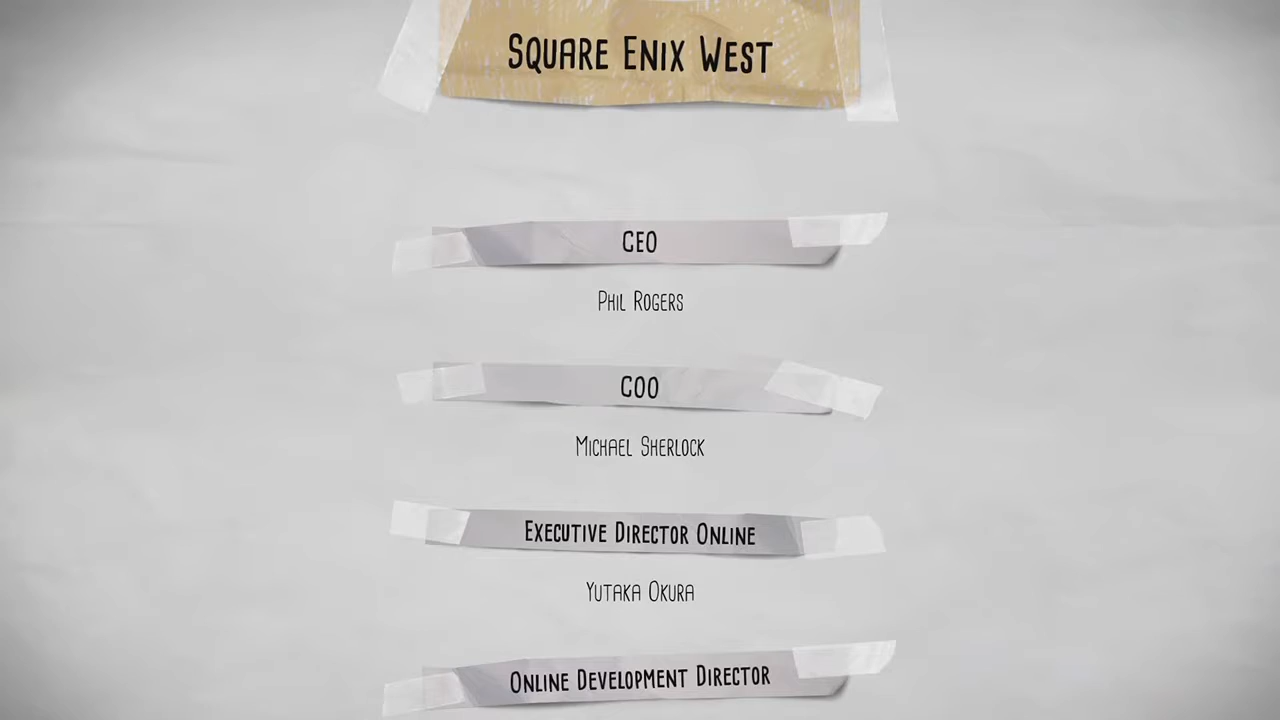 Square Enix West
CEO
Phil Rogers
COO
Michael Sherlock
Executive Director Online
Yutaka Okura
Online Development Director